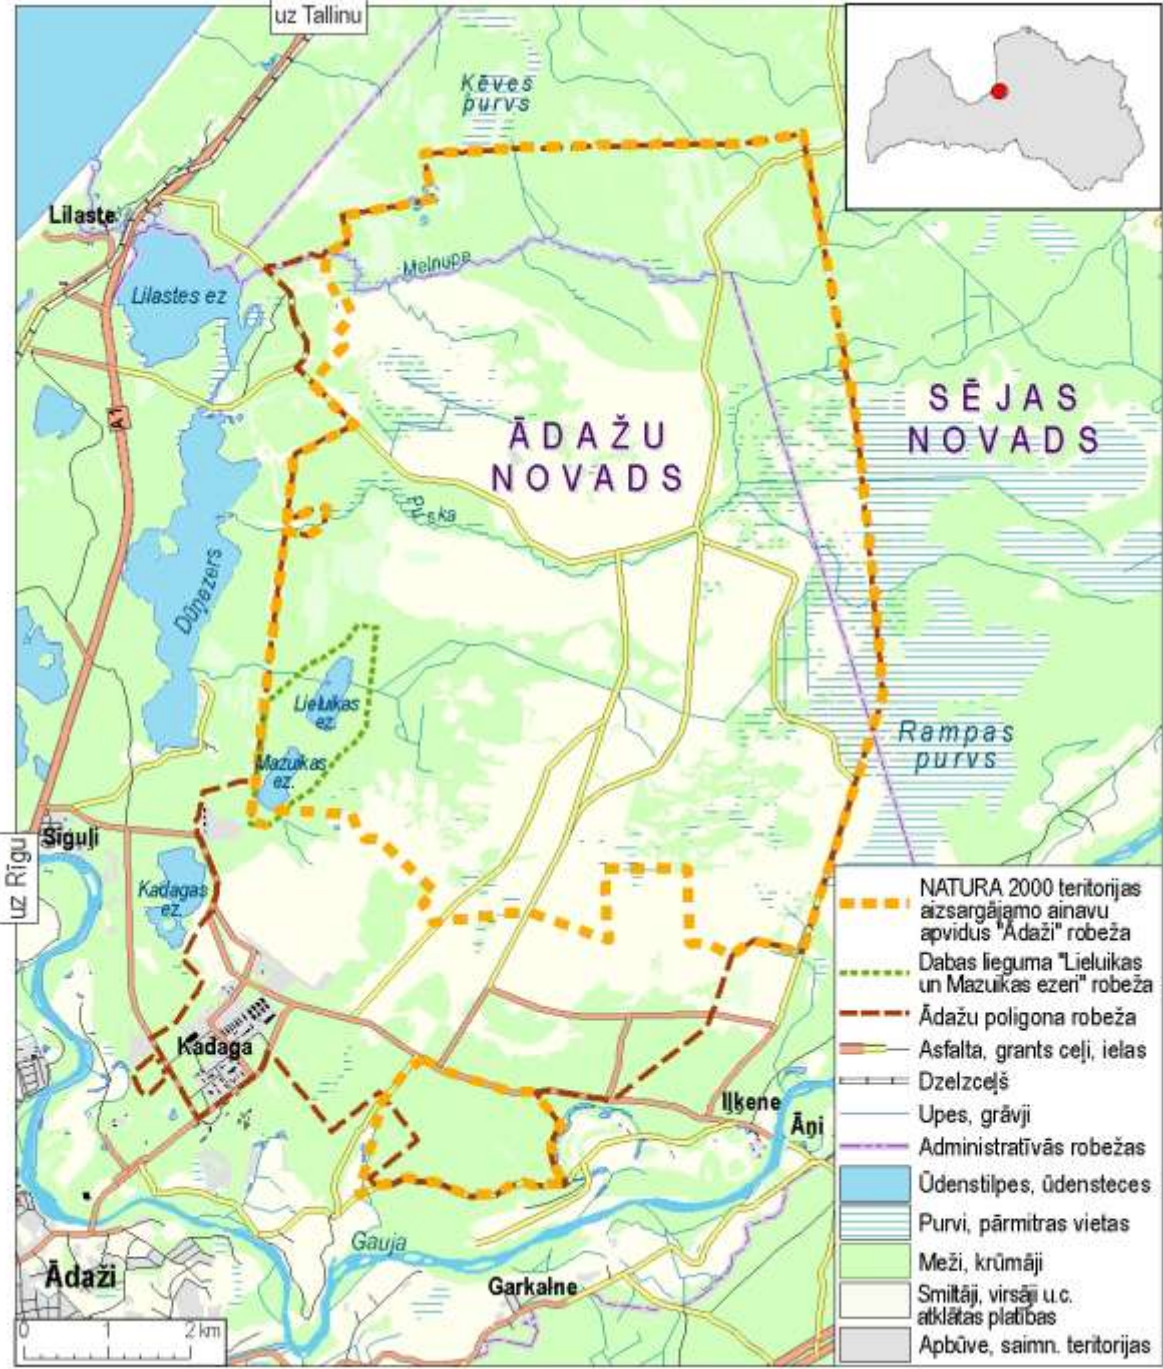 uz Tallinu
Ķēves
purvs
Lilaste
Melnupe
Lilastes ez
A1
SĒJAS
NOVADS
ĀDAŽU
NOVADS
Dūņezers
Lieluikas
ez.
Rampas
purvs
Mazuikas
ez.
Siguļi
uz Rīgu
Kadagas
ez.
Kadaga
Iļķene
Āņi
Gauja
Ādaži
Garkalne
0 1 2 km
NATURA 2000 teritorijas
aizsargājamo ainavu
apvidus "Ādaži" robeža
Dabas lieguma "Lieluikas
un Mazuikas ezeri" robeža
Ādažu poligona robeža
Asfalta, grants ceļi, ielas
Dzelzceļš
Upes, grāvji
Administratīvās robežas
Ūdenstilpes, ūdensteces
Purvi, pārmitras vietas
Meži, krūmāji
Smiltāji, virsāji u.c.
atklātas platības
Apbūve, saimn. teritorijas